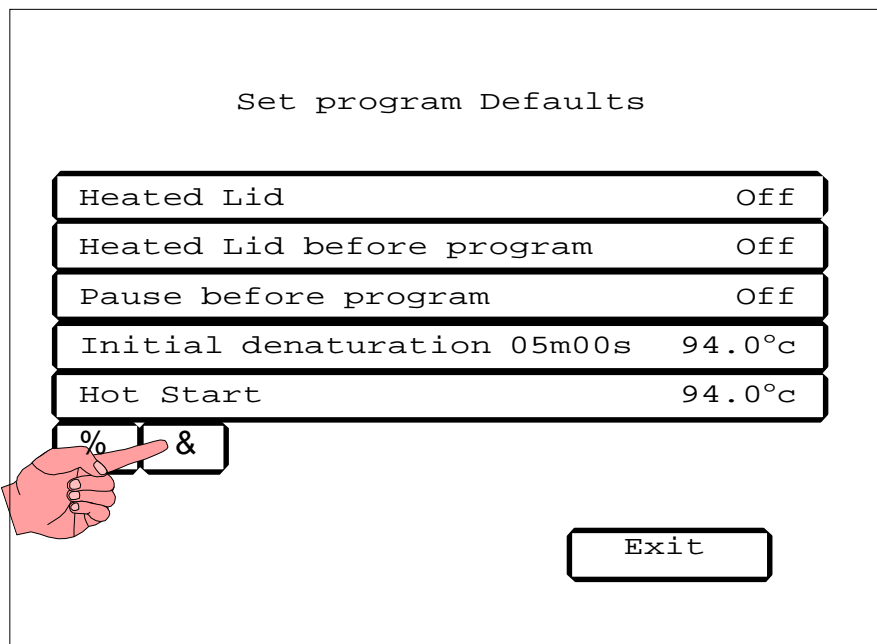 Set program Defaults
Heated Lid Off
Heated Lid before program Off
Pause before program Off
Initial denaturation 05m00s 94.0°c
Hot Start 94.0°c
% &
Exit